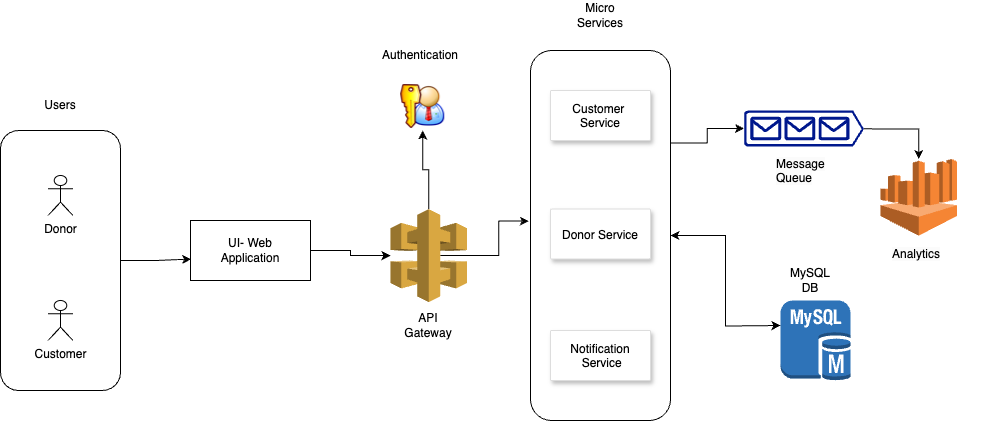 Micro
Services
Authentication
Users
Customer
Service
Message
Queue
Donor
UI- Web
Application
Donor Service
Analytics
MySQL
DB
API
Gateway
MySQL
M
Customer
Notification
Service